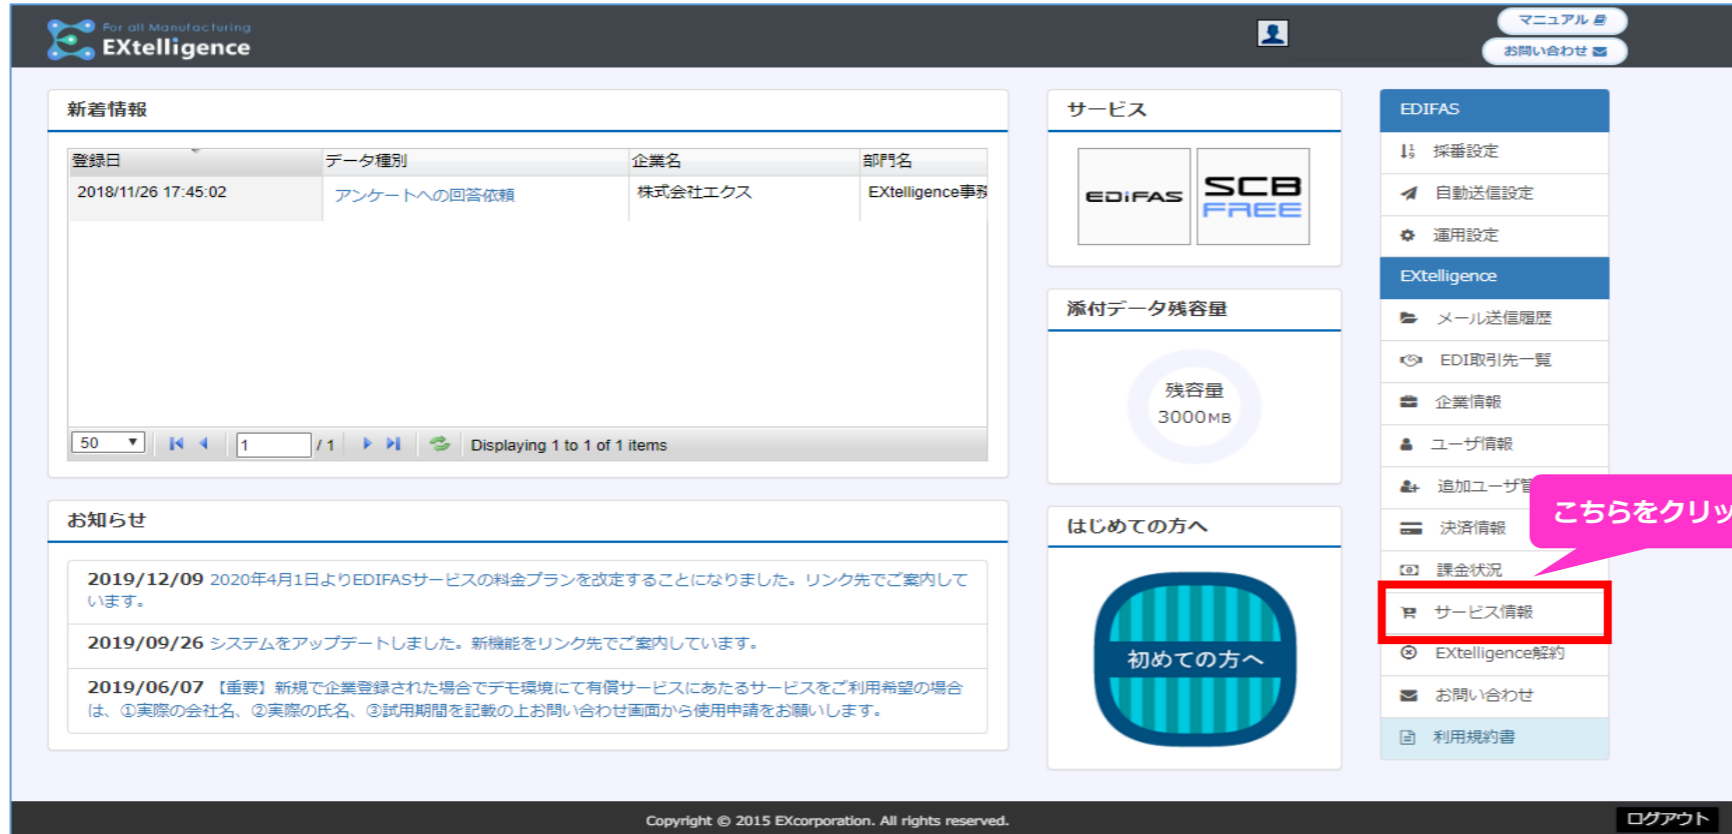 For all Manufacturing
EXtelligence
マニュアル
お問い合わせ
新着情報
登録日 データ種別 企業名 部門名
2018/11/26 17:45:02 アンケートへの回答依頼 株式会社エクス EXtelligence事務
50 1 / 1 Displaying 1 to 1 of 1 items
お知らせ
2019/12/09 2020年4月1日よりEDIFASサービスの料金プランを改定することになりました。リンク先でご案内して
います。
2019/09/26 システムをアップデートしました。新機能をリンク先でご案内しています。
2019/06/07 【重要】新規で企業登録された場合でデモ環境にて有償サービスにあたるサービスをご利用希望の場合
は、①実際の会社名、②実際の氏名、③試用期間を記載の上お問い合わせ画面から使用申請をお願いします。
サービス
EDiFAS
SCB
FREE
添付データ残容量
残容量
3000MB
はじめての方へ
初めての方へ
EDIFAS
採番設定
自動送信設定
運用設定
EXtelligence
メール送信履歴
EDI取引先一覧
企業情報
ユーザ情報
追加ユーザ管
こちらをクリッ
決済情報
課金状況
サービス情報
EXtelligence解約
お問い合わせ
利用規約書
Copyright © 2015 EXcorporation. All rights reserved.
ログアウト